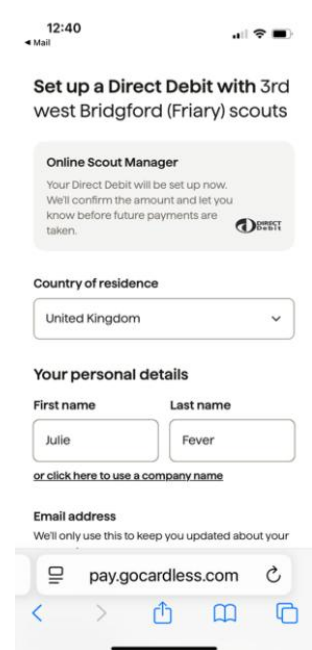 12:40
Mail
Set up a Direct Debit with 3rd
west Bridgford (Friary) scouts
Online Scout Manager
Your Direct Debit will be set up now.
We'll confirm the amount and let you
know before future payments are
taken.
DIRECT
Debit
Country of residence
United Kingdom
Your personal details
First name
Last name
Julie
Fever
or click here to use a company name
Email address
We'll only use this to keep you updated about your
pay.gocardless.com